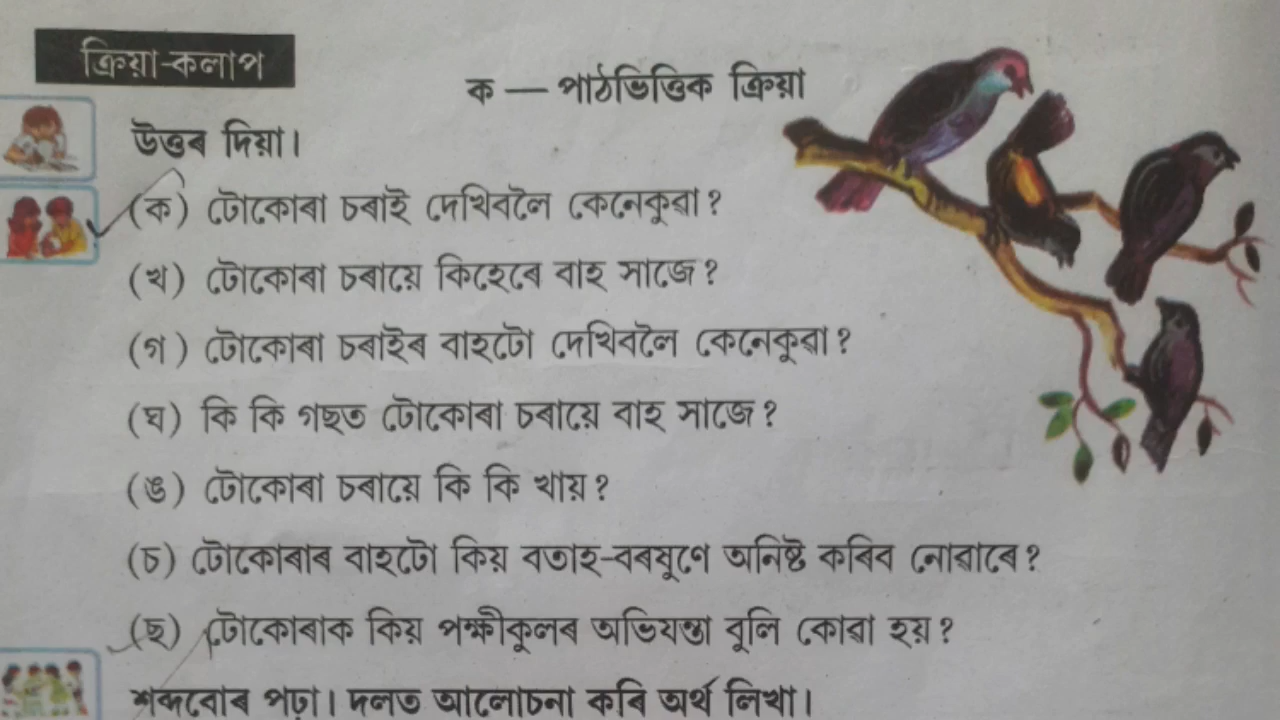 ক্ৰিয়া-কলাপ
ক — পাঠভিত্তিক ক্ৰিয়া
উত্তৰ দিয়া।
(ক) টোকোৰা চৰাই দেখিবলৈ কেনেকুৱা?
(খ) টোকোৰা চৰায়ে কিহেৰে বাহ সাজে?
(গ) টোকোৰা চৰাইৰ বাহটো দেখিবলৈ কেনেকুৱা?
(ঘ) কি কি গছত টোকোৰা চৰায়ে বাহ সাজে?
(ঙ) টোকোৰা চৰায়ে কি কি খায়?
(চ) টোকোৰাৰ বাহটো কিয় বতাহ-বৰষুণে অনিষ্ট কৰিব নোৱাৰে?
(ছ) টোকোৰাক কিয় পক্ষীকুলৰ অভিযন্তা বুলি কোৱা হয়?
শব্দবোৰ পঢ়া। দলত আলোচনা কৰি অৰ্থ লিখা।